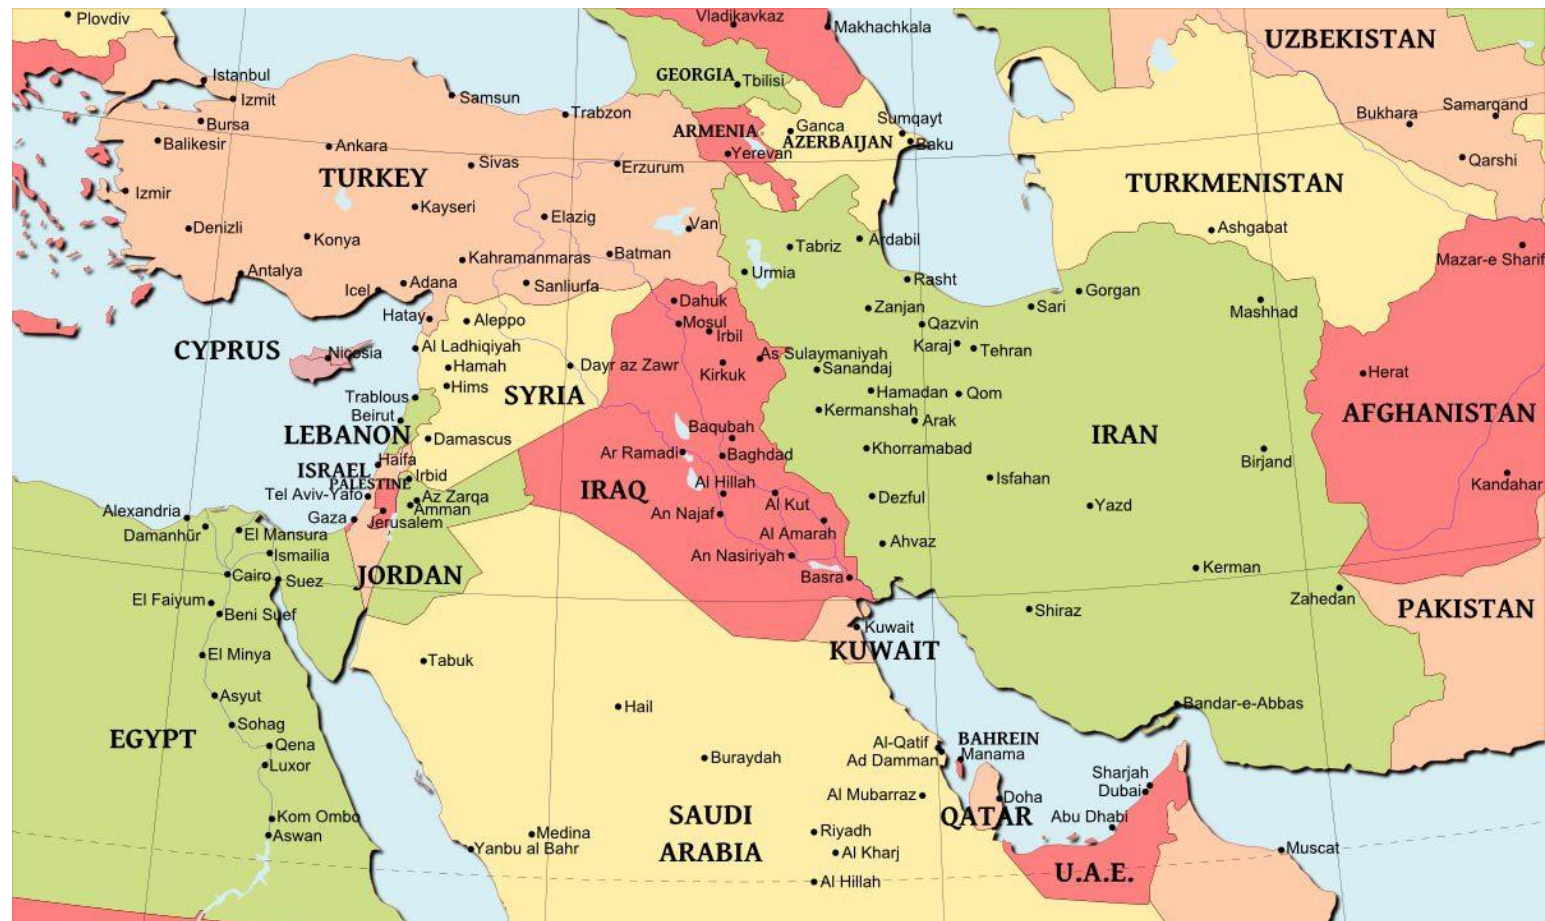 Plovdiv
Vladikavkaz
Makhachkala
UZBEKISTAN
Istanbul
Izmit
Samsun
Trabzon
GEORGIA
Tbilisi
Bukhara
Samarqand
Bursa
Balikesir
Ankara
Sivas
Erzurum
ARMENIA
Yerevan
Ganca
Sumqayt
AZERBAIJAN
Baku
Qarshi
Izmir
TURKEY
TURKMENISTAN
Kayseri
Elazig
Van
Denizli
Konya
Ashgabat
Tabriz
Ardabil
Mazar-e Sharif
Antalya
Kahramanmaras
Batman
Urmia
Icel
Adana
Sanliurfa
Rasht
Gorgan
Dahuk
Zanjan
Sari
Mashhad
Hatay
Aleppo
Mosul
Irbil
Qazvin
CYPRUS
Nicosia
Al Ladhiqiyah
Hamah
Dayr az Zawr
As Sulaymaniyah
Karaj
Tehran
Kirkuk
Sanandaj
Herat
Hims
SYRIA
Trablous
Hamadan
Qom
Beirut
Kermanshah
Arak
AFGHANISTAN
LEBANON
Damascus
Baqubah
IRAN
Ar Ramadi
Baghdad
Khorramabad
Birjand
Haifa
ISRAEL
PALESTINE
Irbid
Isfahan
Kandahar
Tel Aviv-Yafo
Az Zarqa
IRAQ
Al Hillah
Al Kut
Dezful
Yazd
Alexandria
Gaza
Amman
Jerusalem
An Najaf
Damanhūr
El Mansura
Al Amarah
Ahvaz
Ismailia
An Nasiriyah
Cairo
Suez
JORDAN
Basra
Kerman
El Faiyum
Beni Suef
Shiraz
Zahedan
PAKISTAN
Kuwait
KUWAIT
El Minya
Tabuk
Asyut
Hail
Bandar-e-Abbas
Sohag
EGYPT
Qena
Al-Qatif
BAHREIN
Luxor
Buraydah
Ad Damman
Manama
Sharjah
Dubai
Al Mubarraz
Doha
QATAR
Abu Dhabi
Kom Ombo
SAUDI
ARABIA
Aswan
Medina
Riyadh
Yanbu al Bahr
Al Kharj
Muscat
U.A.E.
Al Hillah